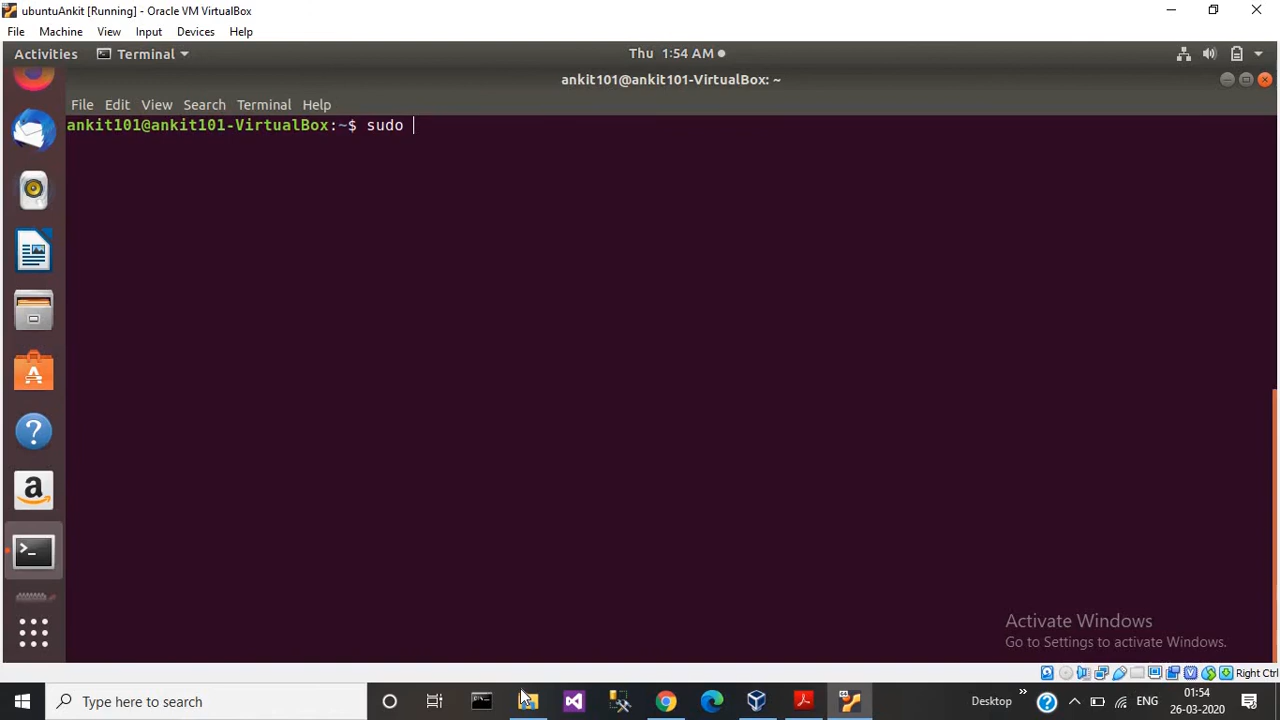 ubuntuAnkit [Running] - Oracle VM VirtualBox
File Machine View Input Devices Help
Activities Terminal Thu 1:54 AM
ankit101@ankit101-VirtualBox: ~
File Edit View Search Terminal Help
ankit101@ankit101-VirtualBox:~$ sudo
Activate Windows
Go to Settings to activate Windows.
Right Ctrl
Type here to search
Desktop
ENG
01:54
26-03-2020